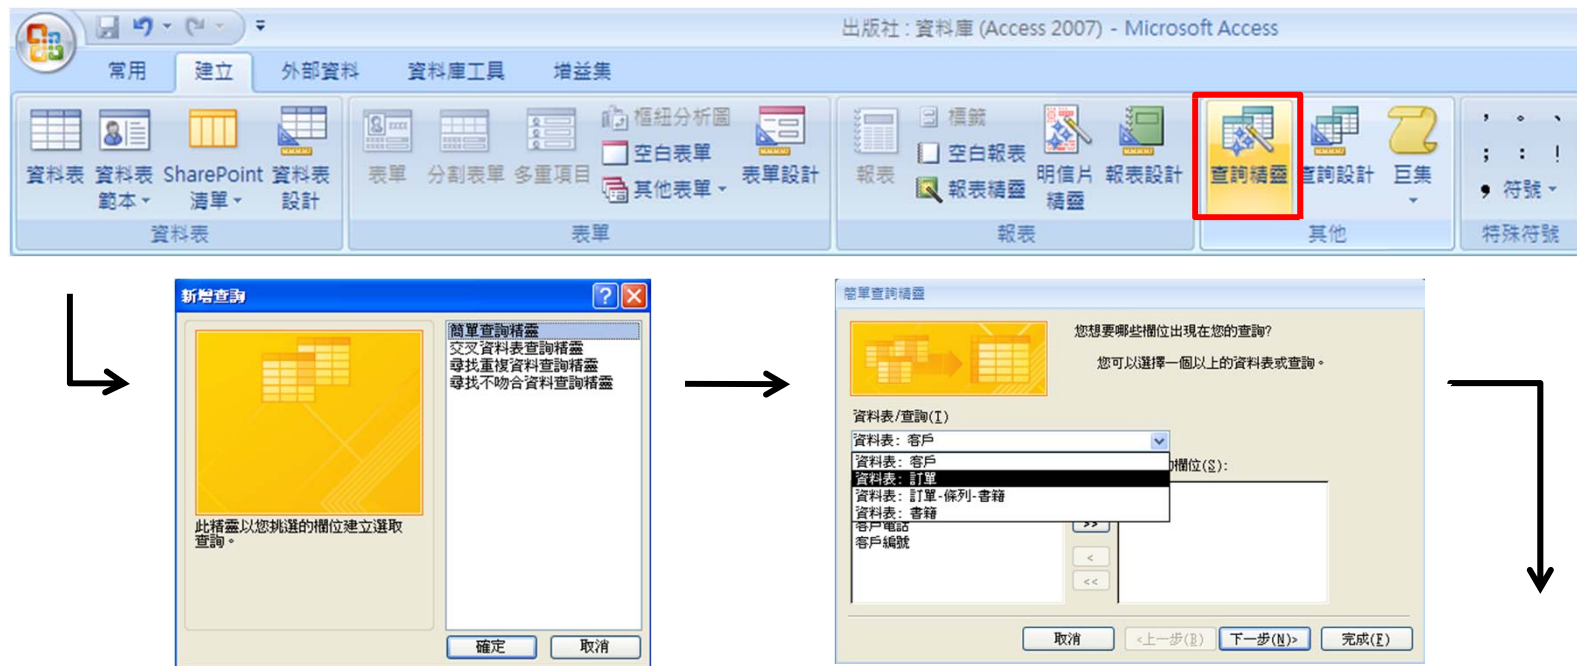 出版社 : 資料庫 (Access 2007) - Microsoft Access
常用 建立 外部資料 資料庫工具 增益集
資料表
資料表範本
SharePoint 清單
資料表設計
資料表
表單
分割表單
多重項目
樞紐分析圖
空白表單
其他表單
表單設計
表單
報表
標籤
空白報表
報表精靈
明信片精靈
報表設計
報表
查詢精靈
查詢設計
巨集
其他
, 。 、
; : !
, 符號
特殊符號
新增查詢
簡單查詢精靈
交叉資料表查詢精靈
尋找重複資料查詢精靈
尋找不吻合資料查詢精靈
此精靈以您挑選的欄位建立選取
查詢。
確定 取消
簡單查詢精靈
您想要哪些欄位出現在您的查詢?
您可以選擇一個以上的資料表或查詢。
資料表/查詢(T)
資料表: 客戶
資料表: 客戶
資料表: 訂單
資料表: 訂單-條列-書籍
資料表: 書籍
欄位(S):
客戶電話
客戶編號
>>
<
<<
取消 <上一步(B) 下一步(N)> 完成(F)